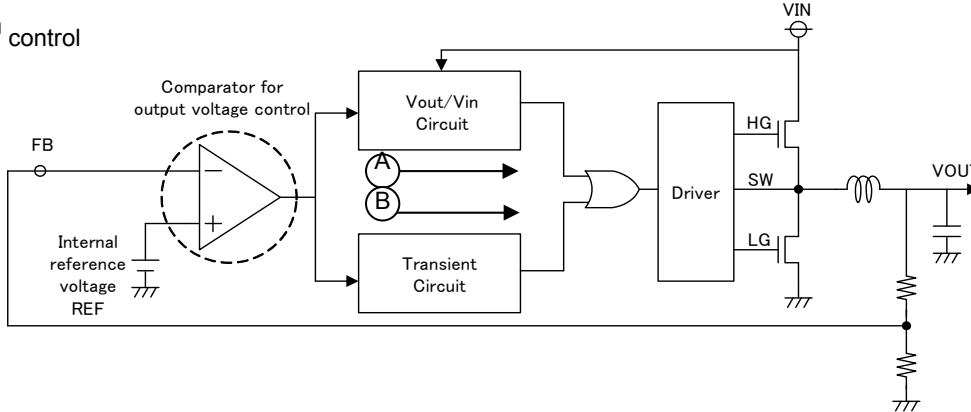 control
VIN
Comparator for
output voltage control
Vout/Vin
Circuit
FB
HG
A
VOUT
B
Driver
SW
Internal
reference
voltage
REF
LG
Transient
Circuit